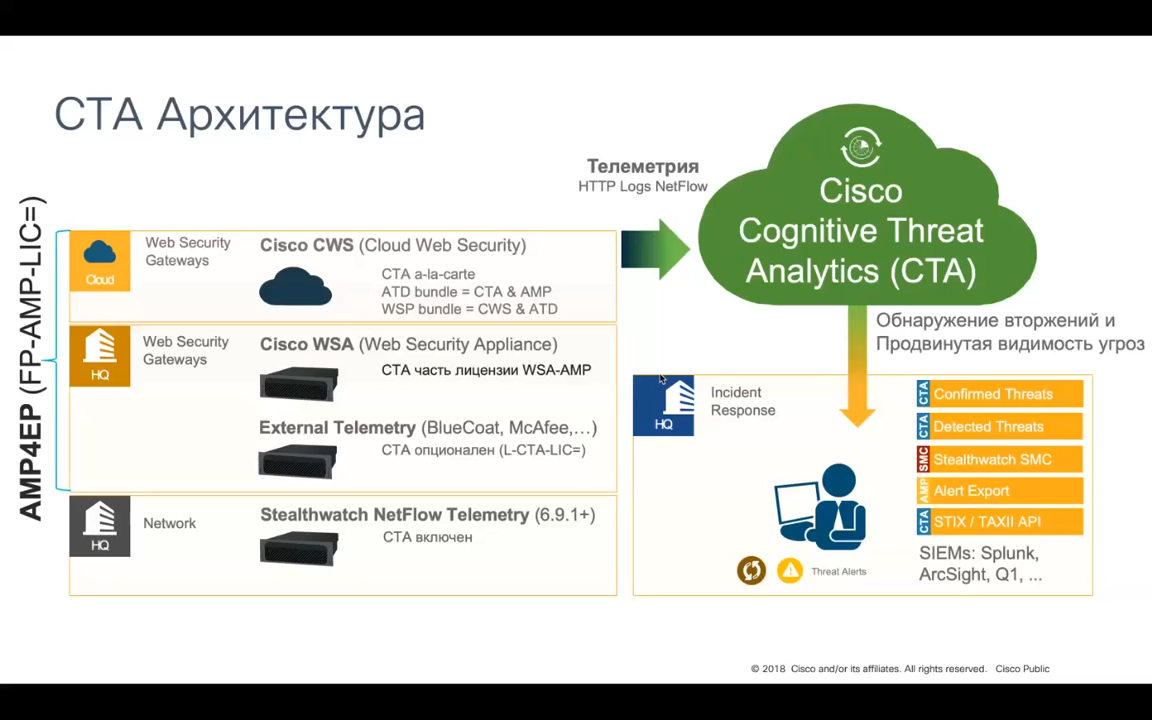 CTA Архитектура
AMP4EP (FP-AMP-LIC=)
Cloud
Web Security
Gateways
Cisco CWS (Cloud Web Security)
CTA a-la-carte
ATD bundle = CTA & AMP
WSP bundle = CWS & ATD
HQ
Web Security
Gateways
Cisco WSA (Web Security Appliance)
CTA часть лицензии WSA-AMP
External Telemetry (BlueCoat, McAfee,…)
CTA опционален (L-CTA-LIC=)
HQ
Network
Stealthwatch NetFlow Telemetry (6.9.1+)
CTA включен
Телеметрия
HTTP Logs NetFlow
Cisco
Cognitive Threat
Analytics (CTA)
Обнаружение вторжений и
Продвинутая видимость угроз
HQ
Incident
Response
Threat Alerts
CTA Confirmed Threats
CTA Detected Threats
SMC Stealthwatch SMC
AMP Alert Export
CTA STIX / TAXII API
SIEMs: Splunk,
ArcSight, Q1, ...
© 2018 Cisco and/or its affiliates. All rights reserved. Cisco Public